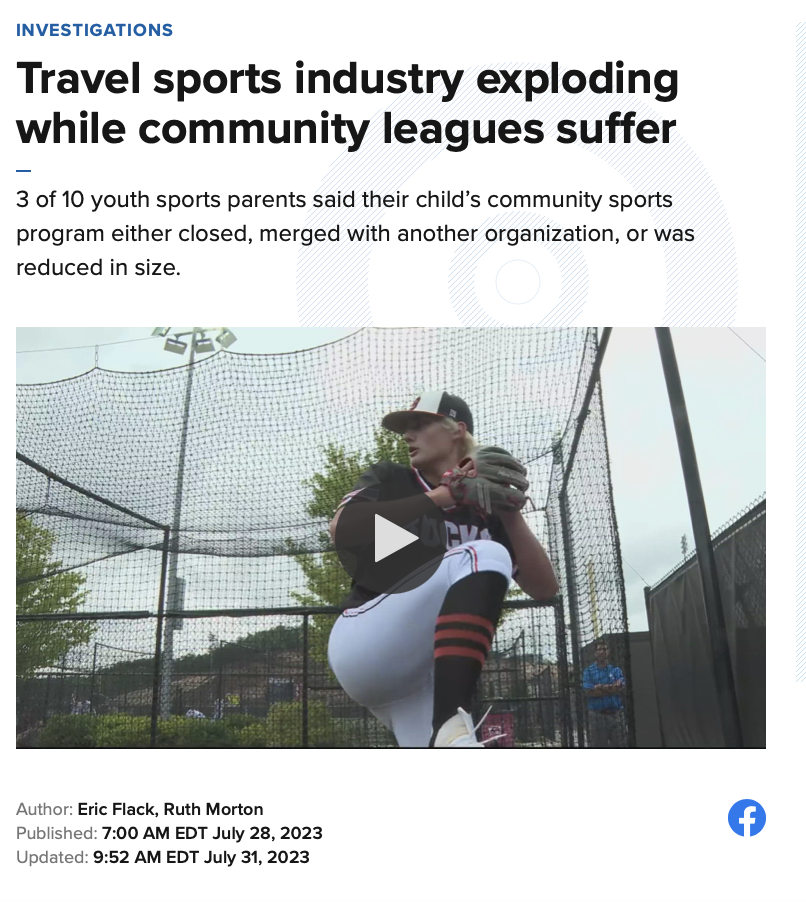 INVESTIGATIONS
Travel sports industry exploding
while community leagues suffer
3 of 10 youth sports parents said their child’s community sports
program either closed, merged with another organization, or was
reduced in size.
Author: Eric Flack, Ruth Morton
Published: 7:00 AM EDT July 28, 2023
Updated: 9:52 AM EDT July 31, 2023